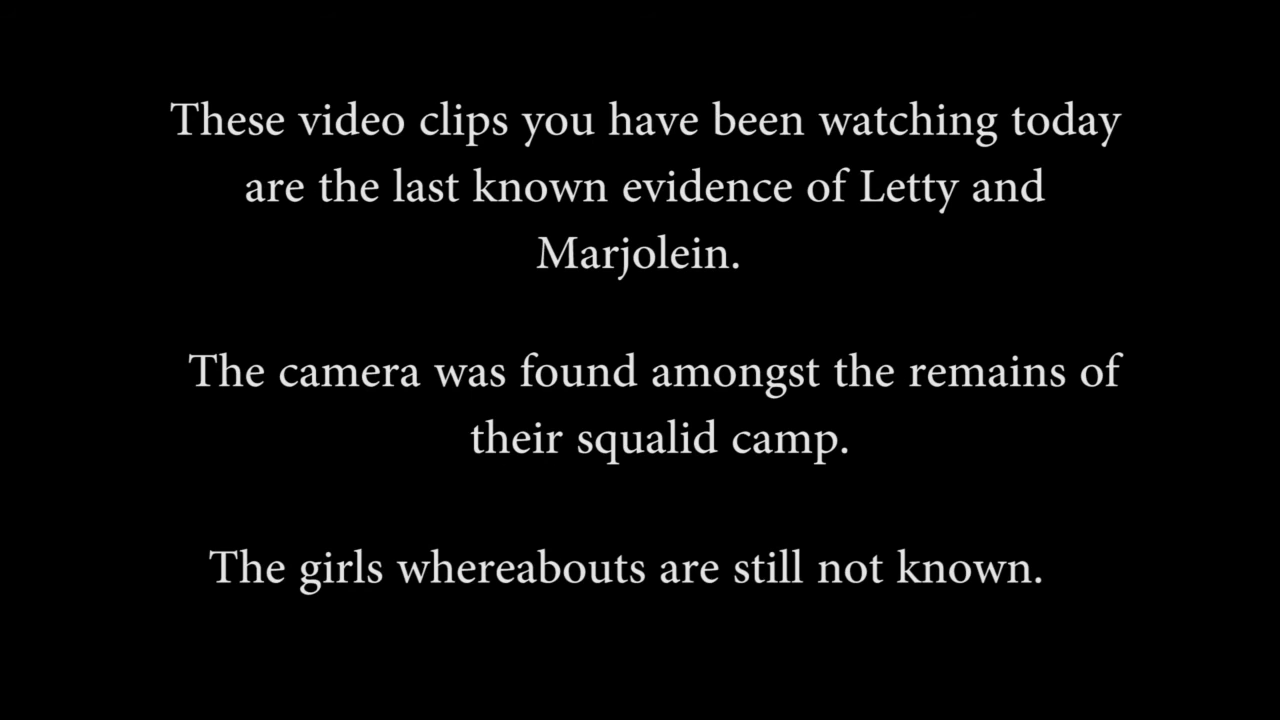 These video clips you have been watching today
are the last known evidence of Letty and
Marjolein.
The camera was found amongst the remains of
their squalid camp.
The girls whereabouts are still not known.